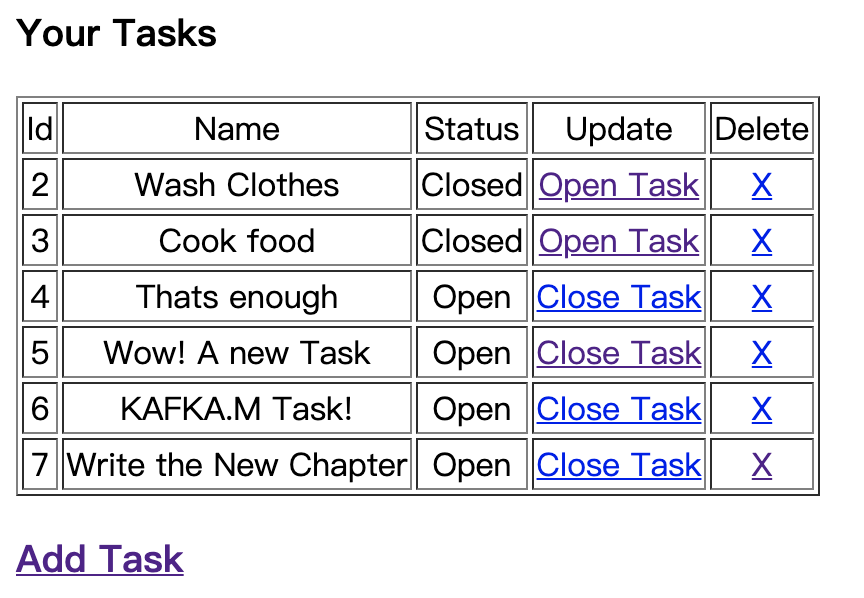 Your Tasks
Id Name Status Update Delete
2 Wash Clothes Closed Open Task X
3 Cook food Closed Open Task X
4 Thats enough Open Close Task X
5 Wow! A new Task Open Close Task X
6 KAFKA.M Task! Open Close Task X
7 Write the New Chapter Open Close Task X
Add Task